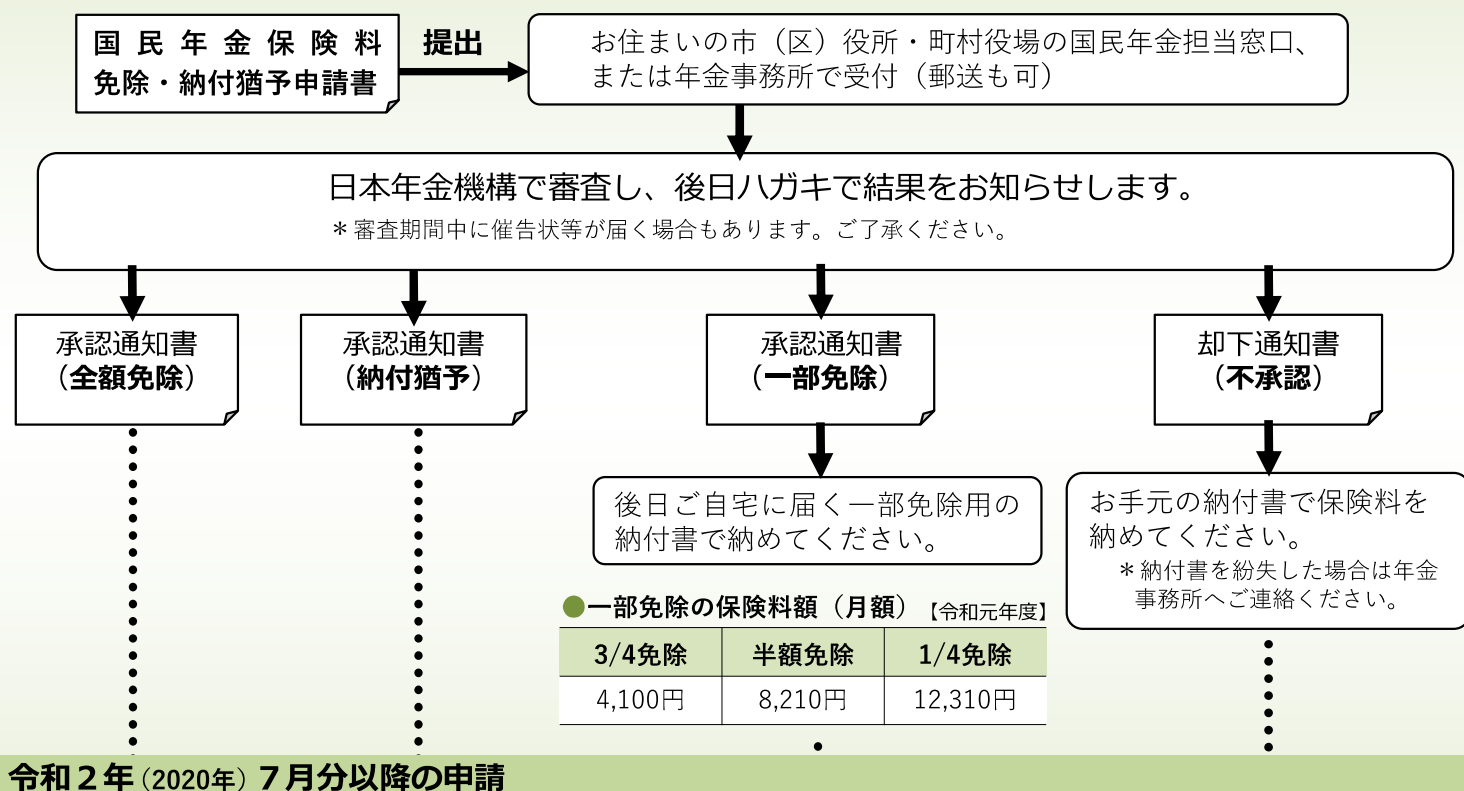 国民年金保険料
免除・納付猶予申請書
提出
お住まいの市（区）役所・町村役場の国民年金担当窓口、
または年金事務所で受付（郵送も可）
日本年金機構で審査し、後日ハガキで結果をお知らせします。
＊審査期間中に催告状等が届く場合もあります。ご了承ください。
承認通知書
（全額免除）
承認通知書
（納付猶予）
承認通知書
（一部免除）
却下通知書
（不承認）
後日ご自宅に届く一部免除用の
納付書で納めてください。
お手元の納付書で保険料を
納めてください。
＊納付書を紛失した場合は年金
事務所へご連絡ください。
●一部免除の保険料額（月額）【令和元年度】
3/4免除 半額免除 1/4免除
4,100円 8,210円 12,310円
令和２年（2020年）７月分以降の申請